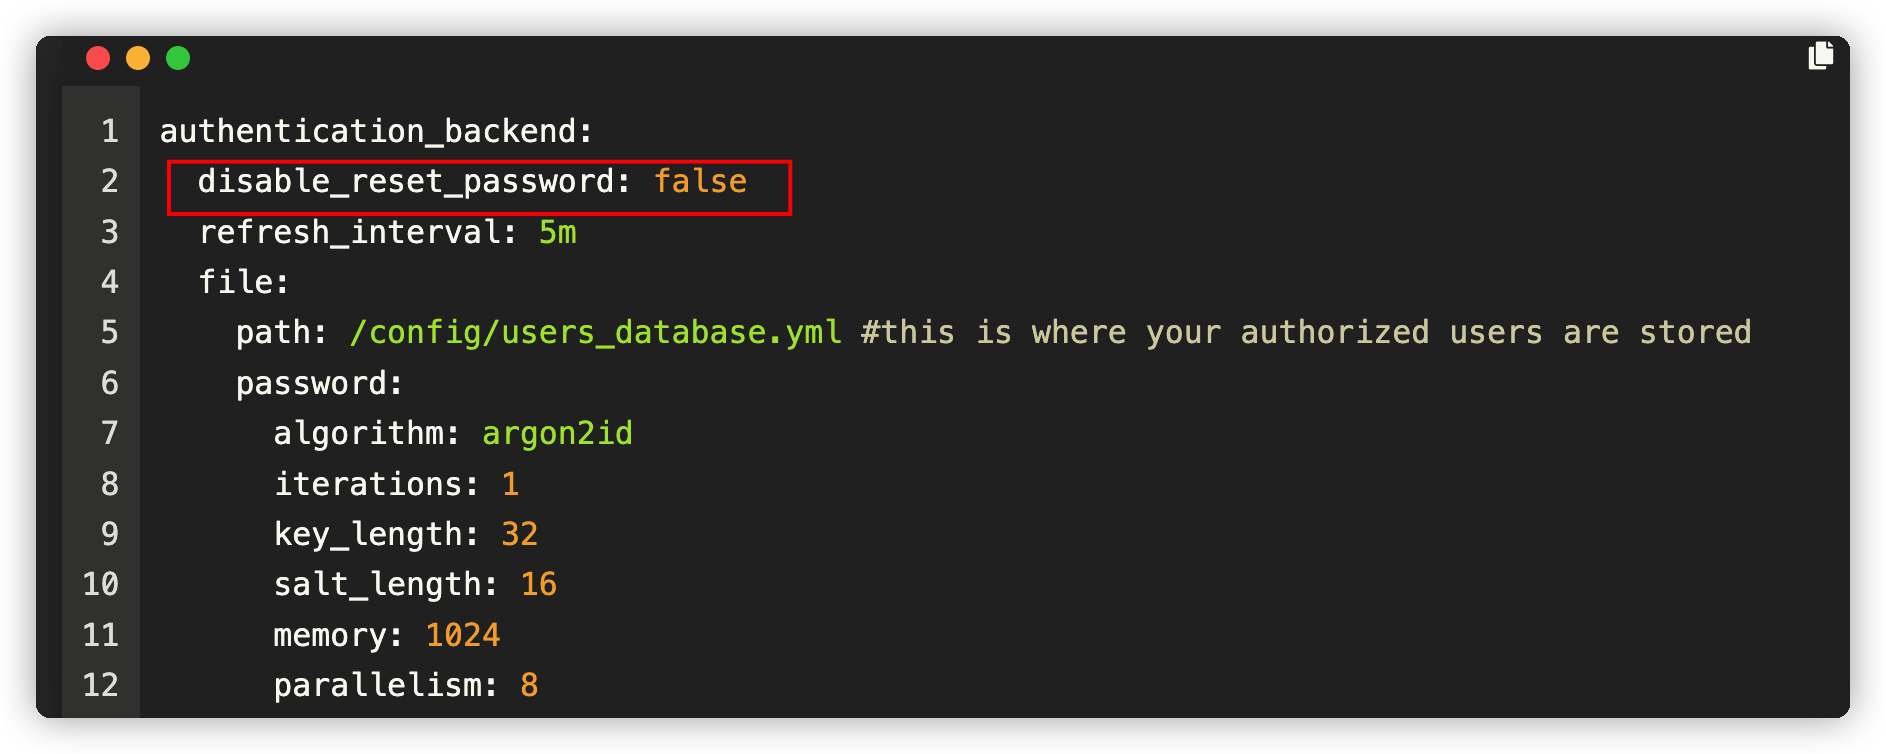 1 authentication_backend:
2   disable_reset_password: false
3   refresh_interval: 5m
4   file:
5     path: /config/users_database.yml #this is where your authorized users are stored
6     password:
7       algorithm: argon2id
8       iterations: 1
9       key_length: 32
10       salt_length: 16
11       memory: 1024
12       parallelism: 8